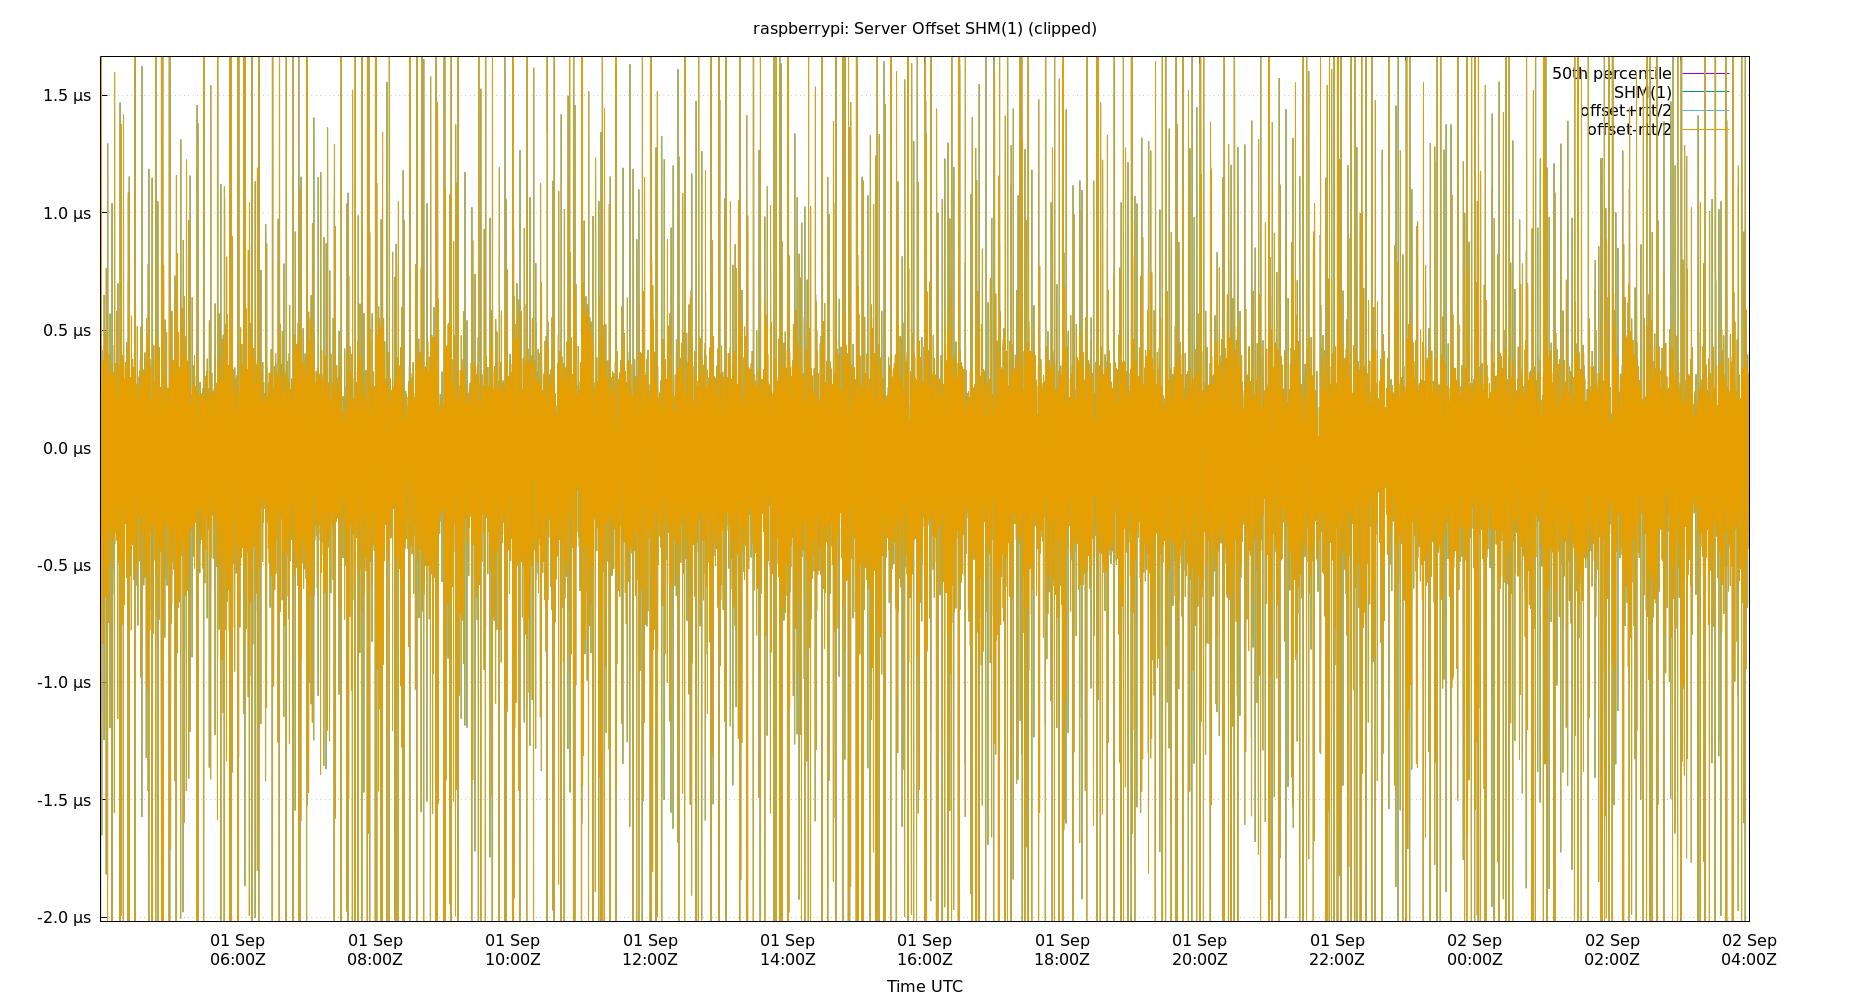 raspberrypi: Server Offset SHM(1) (clipped)
50th percentile
SHM(1)
offset+rtt/2
offset-rtt/2
1.5 µs
1.0 µs
0.5 µs
0.0 µs
-0.5 µs
-1.0 µs
-1.5 µs
-2.0 µs
01 Sep 01 Sep 01 Sep 01 Sep 01 Sep 01 Sep 01 Sep 01 Sep 01 Sep 02 Sep 02 Sep 02 Sep
06:00Z 08:00Z 10:00Z 12:00Z 14:00Z 16:00Z 18:00Z 20:00Z 22:00Z 00:00Z 02:00Z 04:00Z
Time UTC